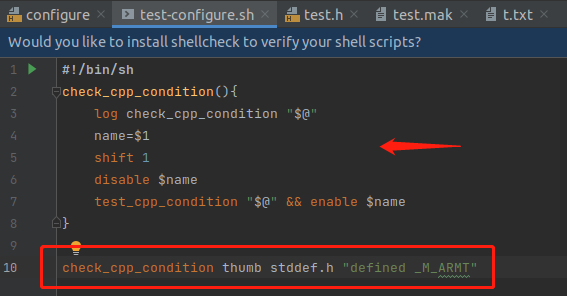 configure test-configure.sh test.h test.mak t.txt
Would you like to install shellcheck to verify your shell scripts?
1 #!/bin/sh
2 check_cpp_condition(){
3 log check_cpp_condition "$@"
4 name=$1
5 shift 1
6 disable $name
7 test_cpp_condition "$@" && enable $name
8 }
9
10 check_cpp_condition thumb stddef.h "defined _M_ARMT"